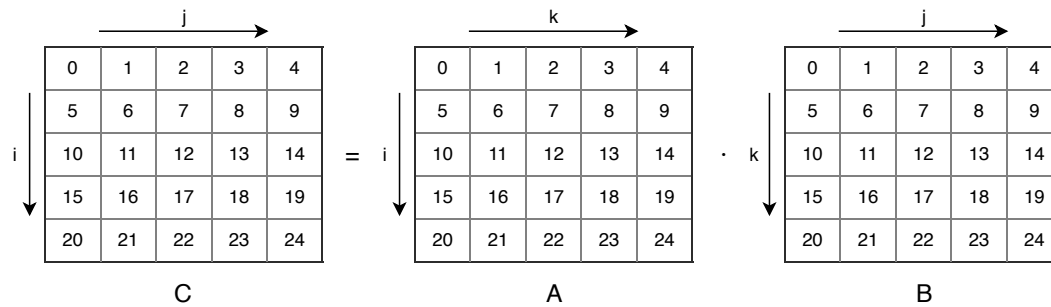 j k j
0 1 2 3 4 0 1 2 3 4 0 1 2 3 4
5 6 7 8 9 5 6 7 8 9 5 6 7 8 9
i 10 11 12 13 14 = i 10 11 12 13 14 · k 10 11 12 13 14
15 16 17 18 19 15 16 17 18 19 15 16 17 18 19
20 21 22 23 24 20 21 22 23 24 20 21 22 23 24
C A B